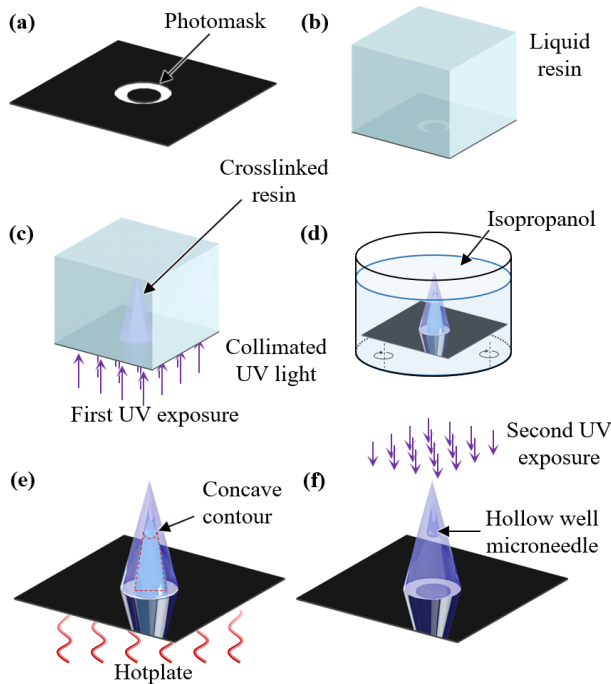 (a)
Photomask
(b)
Liquid
resin
Crosslinked
resin
(c)
Collimated
UV light
First UV exposure
(d)
Isopropanol
(e)
Concave
contour
Hotplate
Second UV
exposure
(f)
Hollow well
microneedle